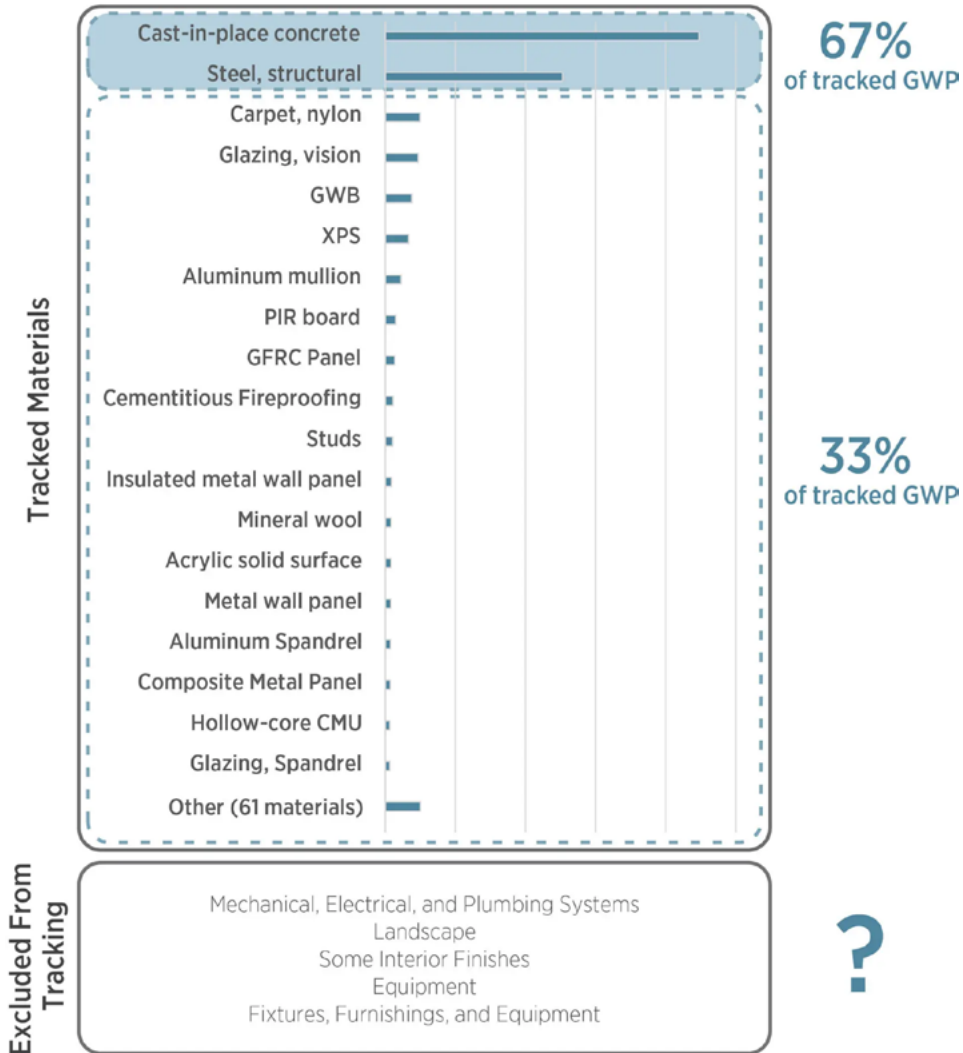 Cast-in-place concrete
Steel, structural
67%
of tracked GWP
Tracked Materials
Carpet, nylon
Glazing, vision
GWB
XPS
Aluminum mullion
PIR board
GFRC Panel
Cementitious Fireproofing
Studs
Insulated metal wall panel
Mineral wool
Acrylic solid surface
Metal wall panel
Aluminum Spandrel
Composite Metal Panel
Hollow-core CMU
Glazing, Spandrel
Other (61 materials)
33%
of tracked GWP
Excluded From
Tracking
Mechanical, Electrical, and Plumbing Systems
Landscape
Some Interior Finishes
Equipment
Fixtures, Furnishings, and Equipment
?